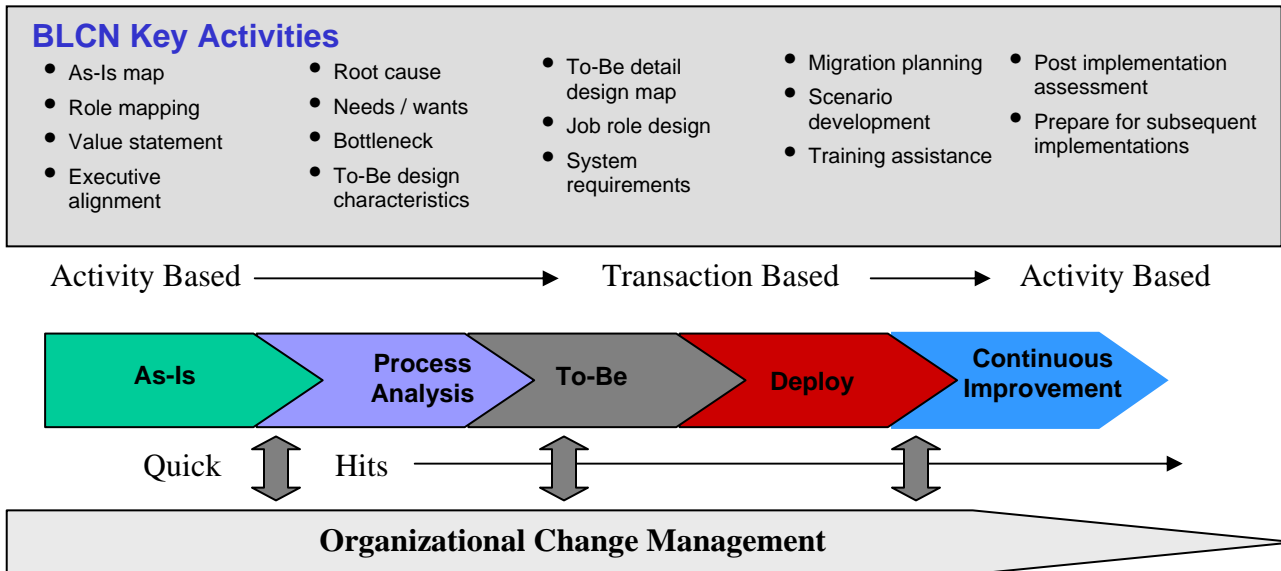 BLCN Key Activities
• As-Is map
• Role mapping
• Value statement
• Executive
alignment
• Root cause
• Needs / wants
• Bottleneck
• To-Be design
characteristics
• To-Be detail
design map
• Job role design
• System
requirements
• Migration planning
• Scenario
development
• Training assistance
• Post implementation
assessment
• Prepare for subsequent
implementations
Activity Based Transaction Based Activity Based
As-Is
Process
Analysis
To-Be
Deploy
Continuous
Improvement
Quick Hits
Organizational Change Management